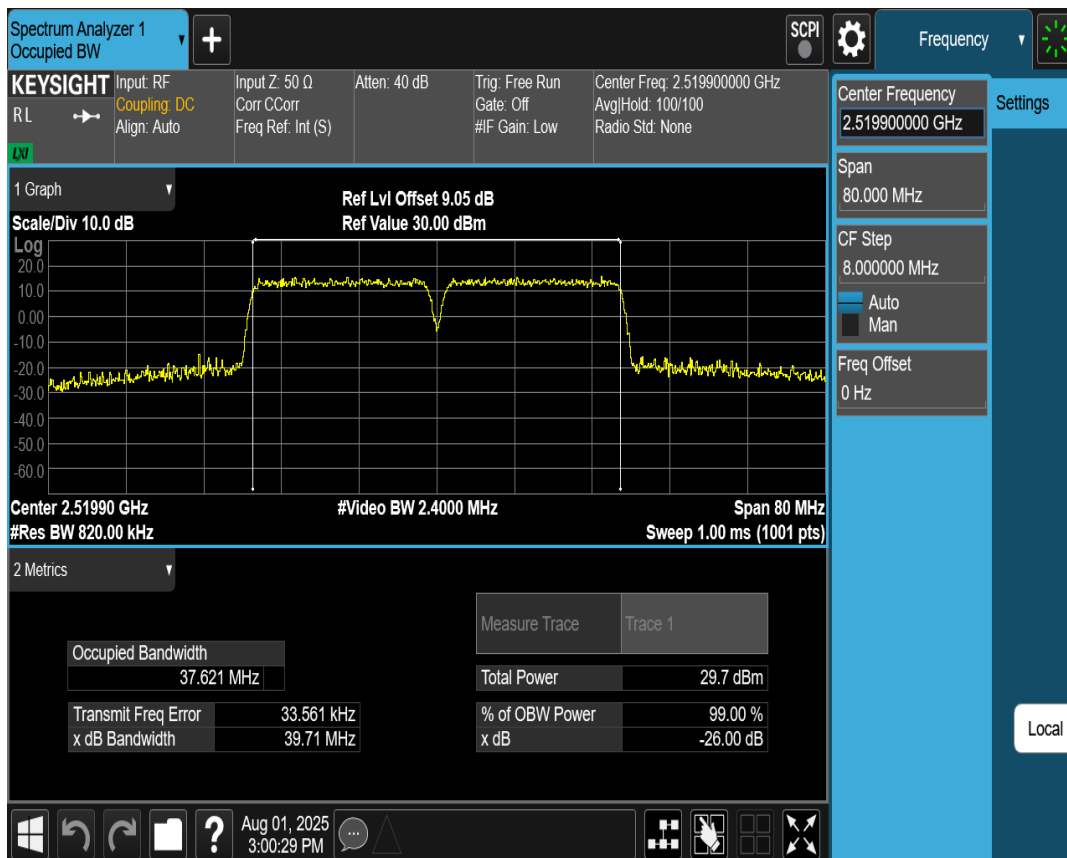 Spectrum Analyzer 1
Occupied BW
+
SCPI
Frequency
KEYSIGHT
RL
LXI
Input: RF
Coupling: DC
Align: Auto
Input Z: 50 Ω
Corr CCorr
Freq Ref: Int (S)
Atten: 40 dB
Trig: Free Run
Gate: Off
#IF Gain: Low
Center Freq: 2.519900000 GHz
Avg|Hold: 100/100
Radio Std: None
Center Frequency
2.519900000 GHz
Settings
Span
80.000 MHz
CF Step
8.000000 MHz
Auto
Man
Freq Offset
0 Hz
Local
1 Graph
Scale/Div 10.0 dB
Ref Lvl Offset 9.05 dB
Ref Value 30.00 dBm
Log
20.0
10.0
0.00
-10.0
-20.0
-30.0
-40.0
-50.0
-60.0
Center 2.51990 GHz
#Video BW 2.4000 MHz
Span 80 MHz
#Res BW 820.00 kHz
Sweep 1.00 ms (1001 pts)
2 Metrics
Measure Trace
Trace 1
Occupied Bandwidth
37.621 MHz
Total Power
29.7 dBm
Transmit Freq Error
33.561 kHz
% of OBW Power
99.00 %
x dB Bandwidth
39.71 MHz
x dB
-26.00 dB
?
Aug 01, 2025
3:00:29 PM